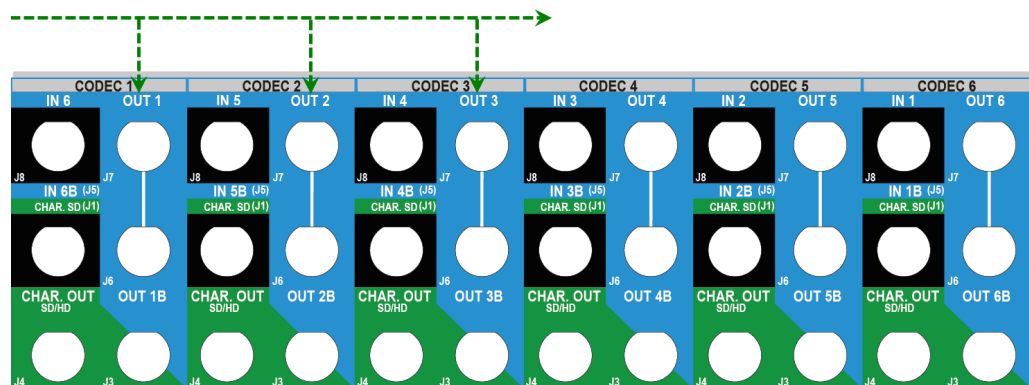 CODEC 1 CODEC 2 CODEC 3 CODEC 4 CODEC 5 CODEC 6
IN 6 OUT 1 IN 5 OUT 2 IN 4 OUT 3 IN 3 OUT 4 IN 2 OUT 5 IN 1 OUT 6
J8 J7 J8 J7 J8 J7 J8 J7 J8 J7 J8 J7
IN 6B (J5) IN 5B (J5) IN 4B (J5) IN 3B (J5) IN 2B (J5) IN 1B (J5)
CHAR. SD (J1) CHAR. SD (J1) CHAR. SD (J1) CHAR. SD (J1) CHAR. SD (J1) CHAR. SD (J1)
J6 J6 J6 J6 J6 J6
CHAR. OUT OUT 1B CHAR. OUT OUT 2B CHAR. OUT OUT 3B CHAR. OUT OUT 4B CHAR. OUT OUT 5B CHAR. OUT OUT 6B
SD/HD SD/HD SD/HD SD/HD SD/HD SD/HD
J4 J3 J4 J3 J4 J3 J4 J3 J4 J3 J4 J3